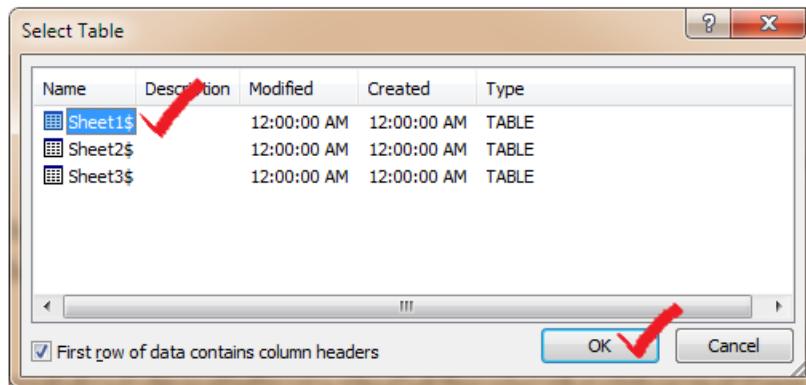 Select Table
Name Description Modified Created Type
Sheet1$ 12:00:00 AM 12:00:00 AM TABLE
Sheet2$ 12:00:00 AM 12:00:00 AM TABLE
Sheet3$ 12:00:00 AM 12:00:00 AM TABLE
First row of data contains column headers
OK Cancel